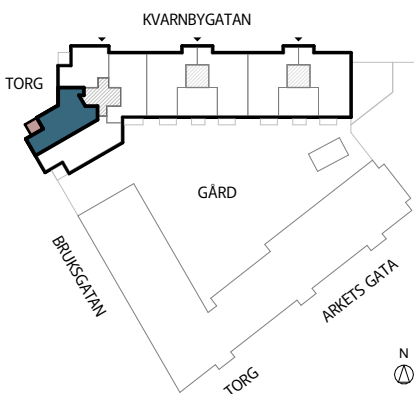 KVARNBYGATAN
TORG
GÅRD
BRUKSGATAN
ARKETS GATA
TORG
N